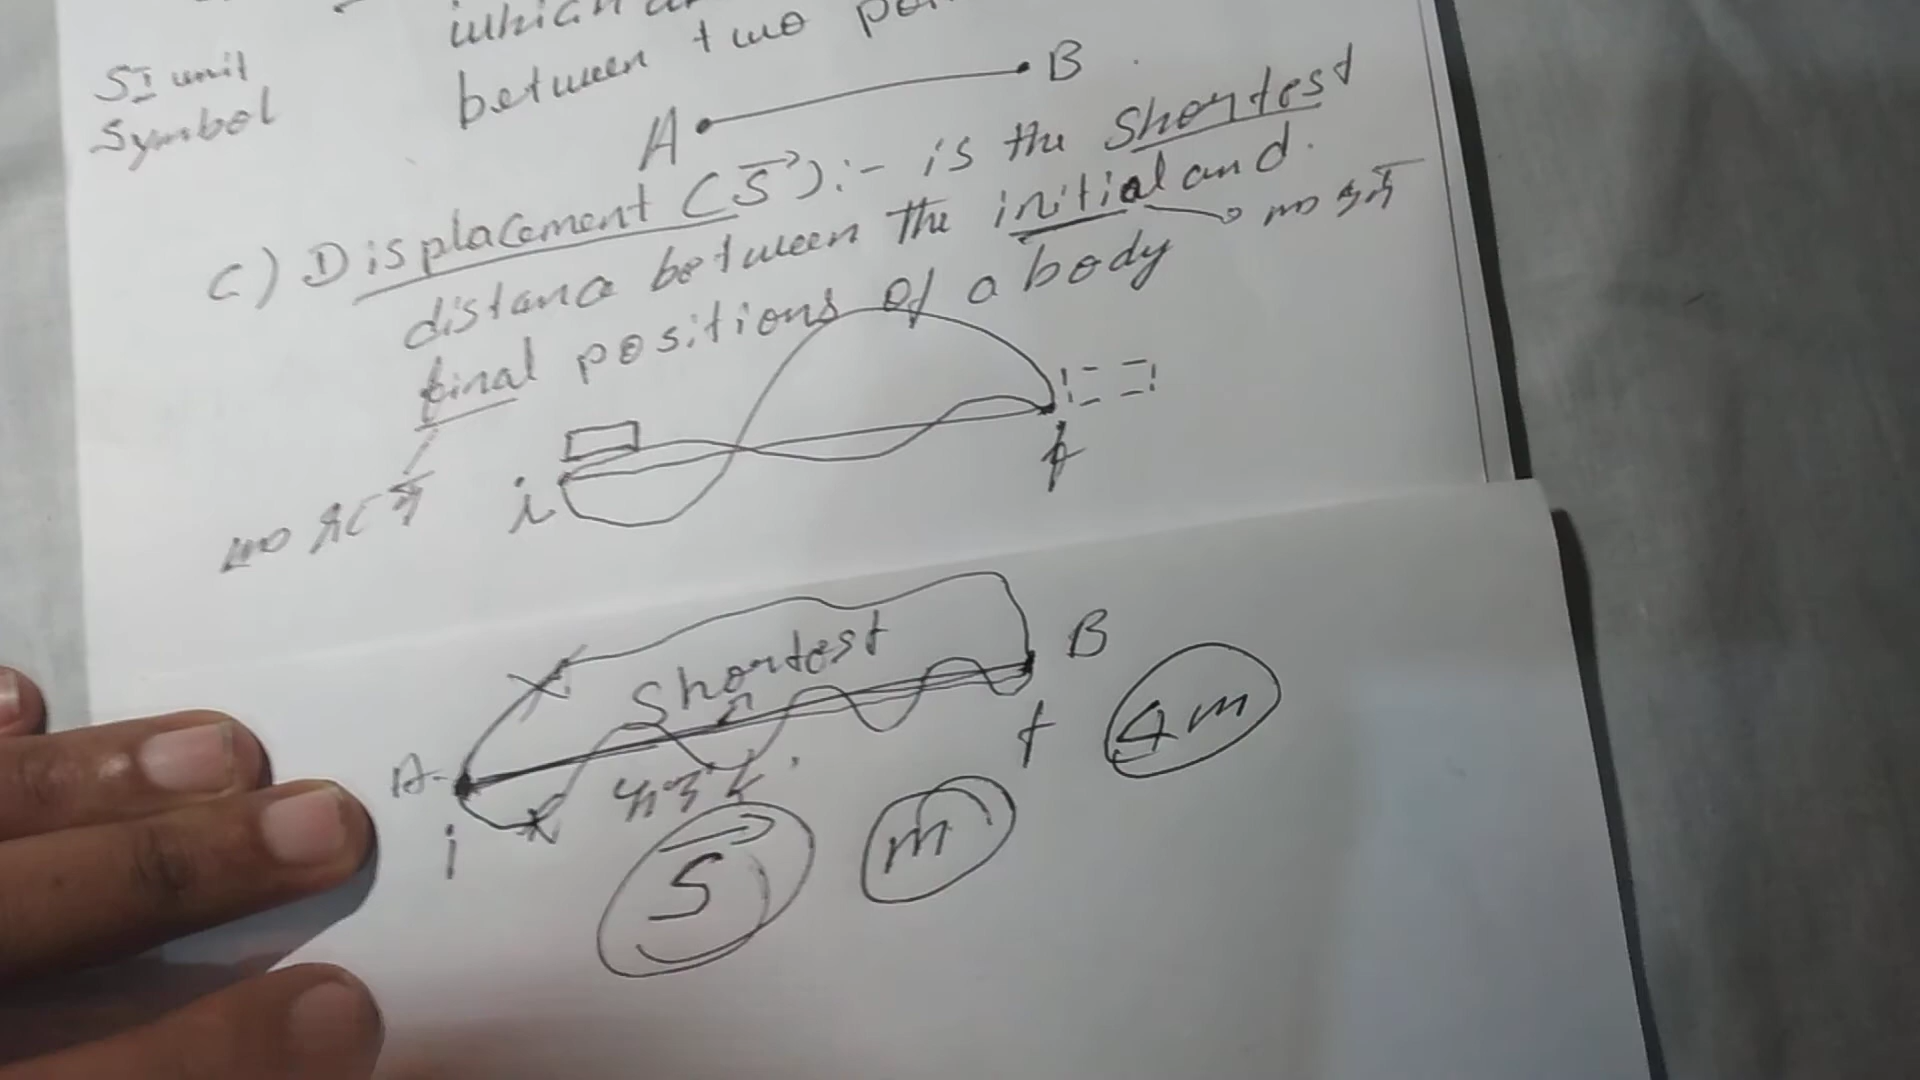 which
SI unit
between two
Symbol
A B
C) Displacement (S):- is the Shortest
distance between the initial and
final positions of a body
i f
Shortest
A B
i f
4m
S m